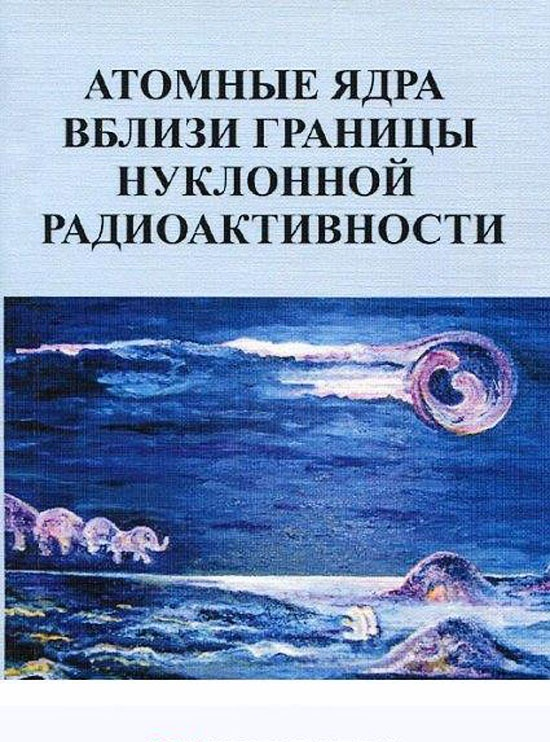 АТОМНЫЕ ЯДРА
ВБЛИЗИ ГРАНИЦЫ
НУКЛОННОЙ
РАДИОАКТИВНОСТИ